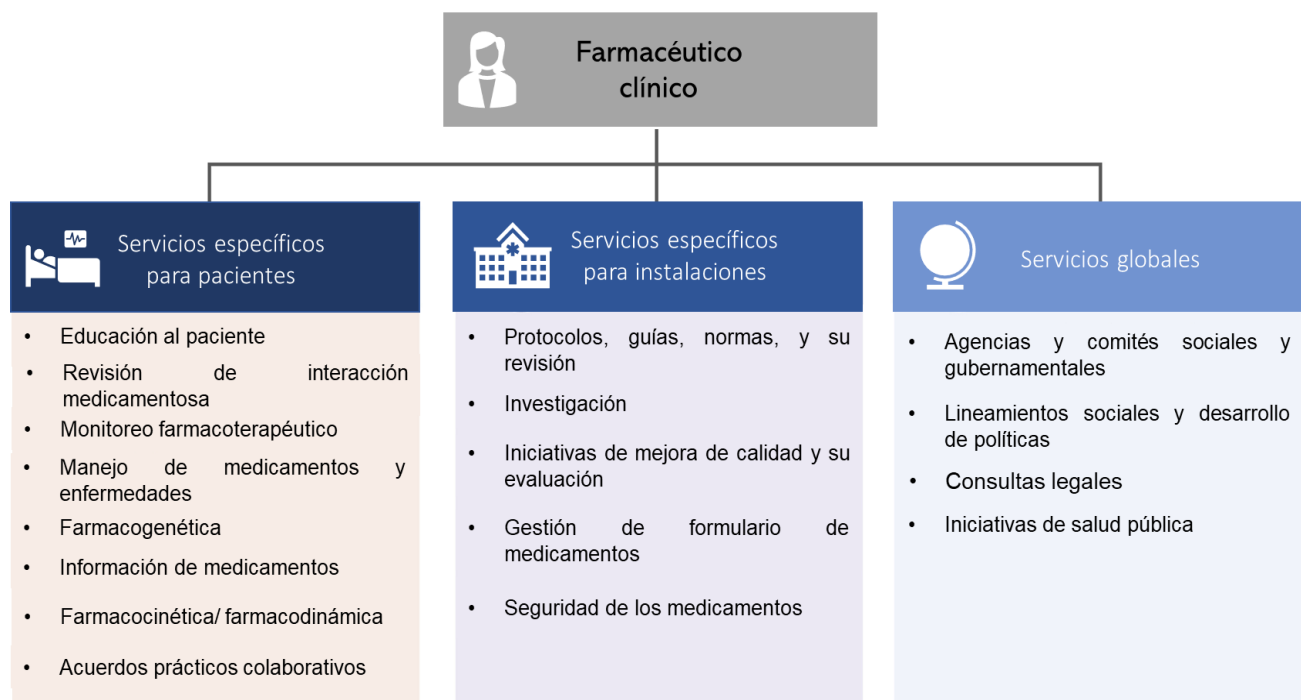 Farmacéutico
clínico
Servicios específicos
para pacientes
• Educación al paciente
• Revisión de interacción
medicamentosa
• Monitoreo farmacoterapéutico
• Manejo de medicamentos y
enfermedades
• Farmacogenética
• Información de medicamentos
• Farmacocinética/ farmacodinámica
• Acuerdos prácticos colaborativos
Servicios específicos
para instalaciones
• Protocolos, guías, normas, y su
revisión
• Investigación
• Iniciativas de mejora de calidad y su
evaluación
• Gestión de formulario de
medicamentos
• Seguridad de los medicamentos
Servicios globales
• Agencias y comités sociales y
gubernamentales
• Lineamientos sociales y desarrollo
de políticas
• Consultas legales
• Iniciativas de salud pública